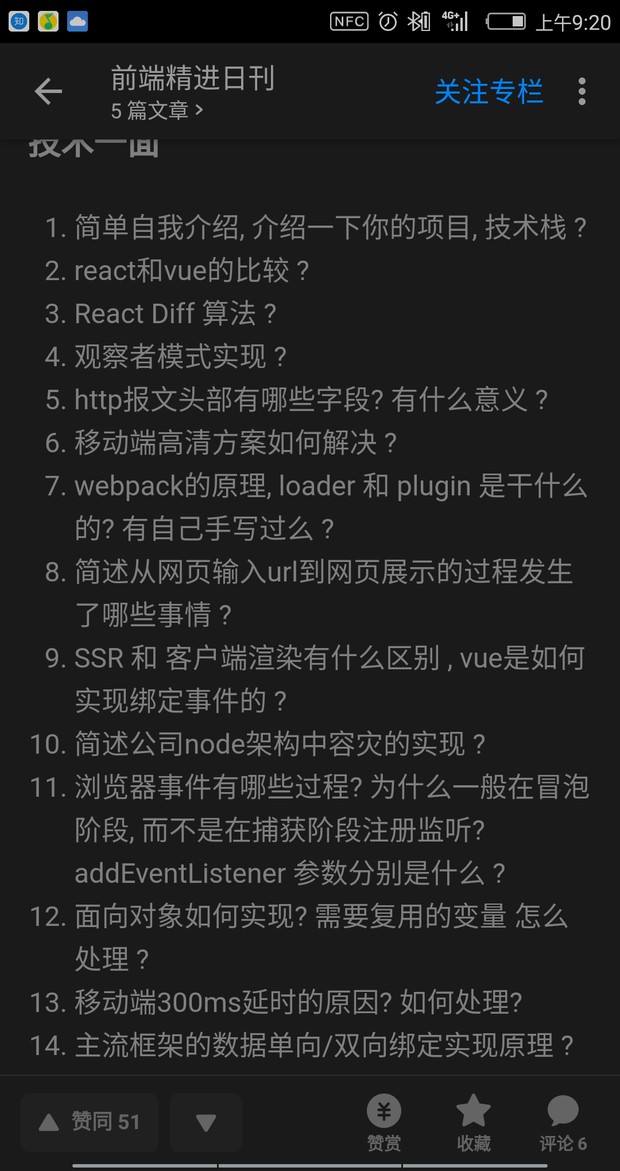 知 NFC 4G+ 上午9:20
前端精进日刊
5 篇文章 >
关注专栏
技术一面
1. 简单自我介绍, 介绍一下你的项目, 技术栈 ?
2. react和vue的比较 ?
3. React Diff 算法 ?
4. 观察者模式实现 ?
5. http报文头部有哪些字段? 有什么意义 ?
6. 移动端高清方案如何解决 ?
7. webpack的原理, loader 和 plugin 是干什么
的? 有自己手写过么 ?
8. 简述从网页输入url到网页展示的过程发生
了哪些事情 ?
9. SSR 和 客户端渲染有什么区别 , vue是如何
实现绑定事件的 ?
10. 简述公司node架构中容灾的实现 ?
11. 浏览器事件有哪些过程? 为什么一般在冒泡
阶段, 而不是在捕获阶段注册监听?
addEventListener 参数分别是什么 ?
12. 面向对象如何实现? 需要复用的变量 怎么
处理 ?
13. 移动端300ms延时的原因? 如何处理?
14. 主流框架的数据单向/双向绑定实现原理 ?
赞同 51
赞赏
收藏
评论 6